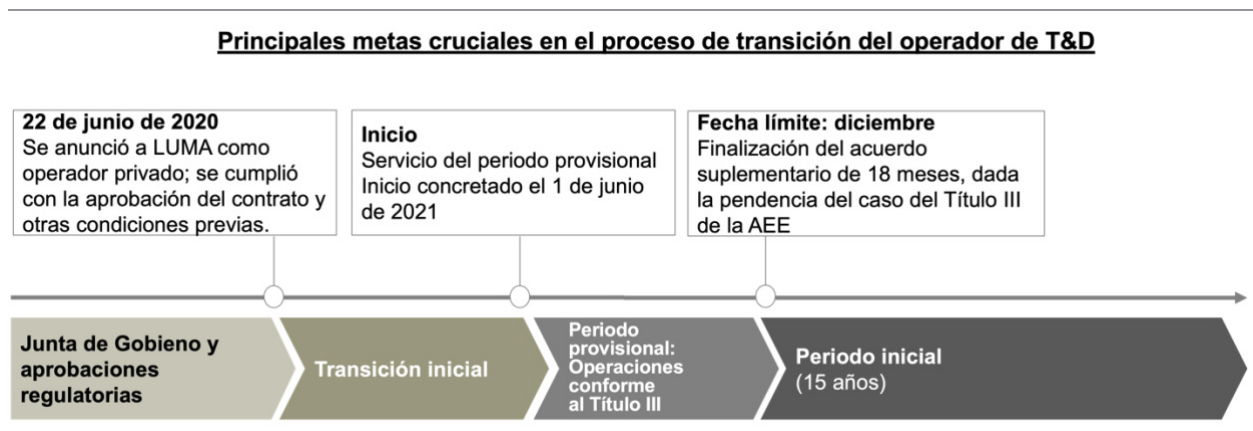 Principales metas cruciales en el proceso de transición del operador de T&D
22 de junio de 2020
Se anunció a LUMA como
operador privado; se cumplió
con la aprobación del contrato y
otras condiciones previas.
Inicio
Servicio del periodo provisional
Inicio concretado el 1 de junio
de 2021
Fecha límite: diciembre
Finalización del acuerdo
suplementario de 18 meses, dada
la pendencia del caso del Título III
de la AEE
Junta de Gobieno y
aprobaciones
regulatorias
Transición inicial
Periodo
provisional:
Operaciones
conforme
al Título III
Periodo inicial
(15 años)